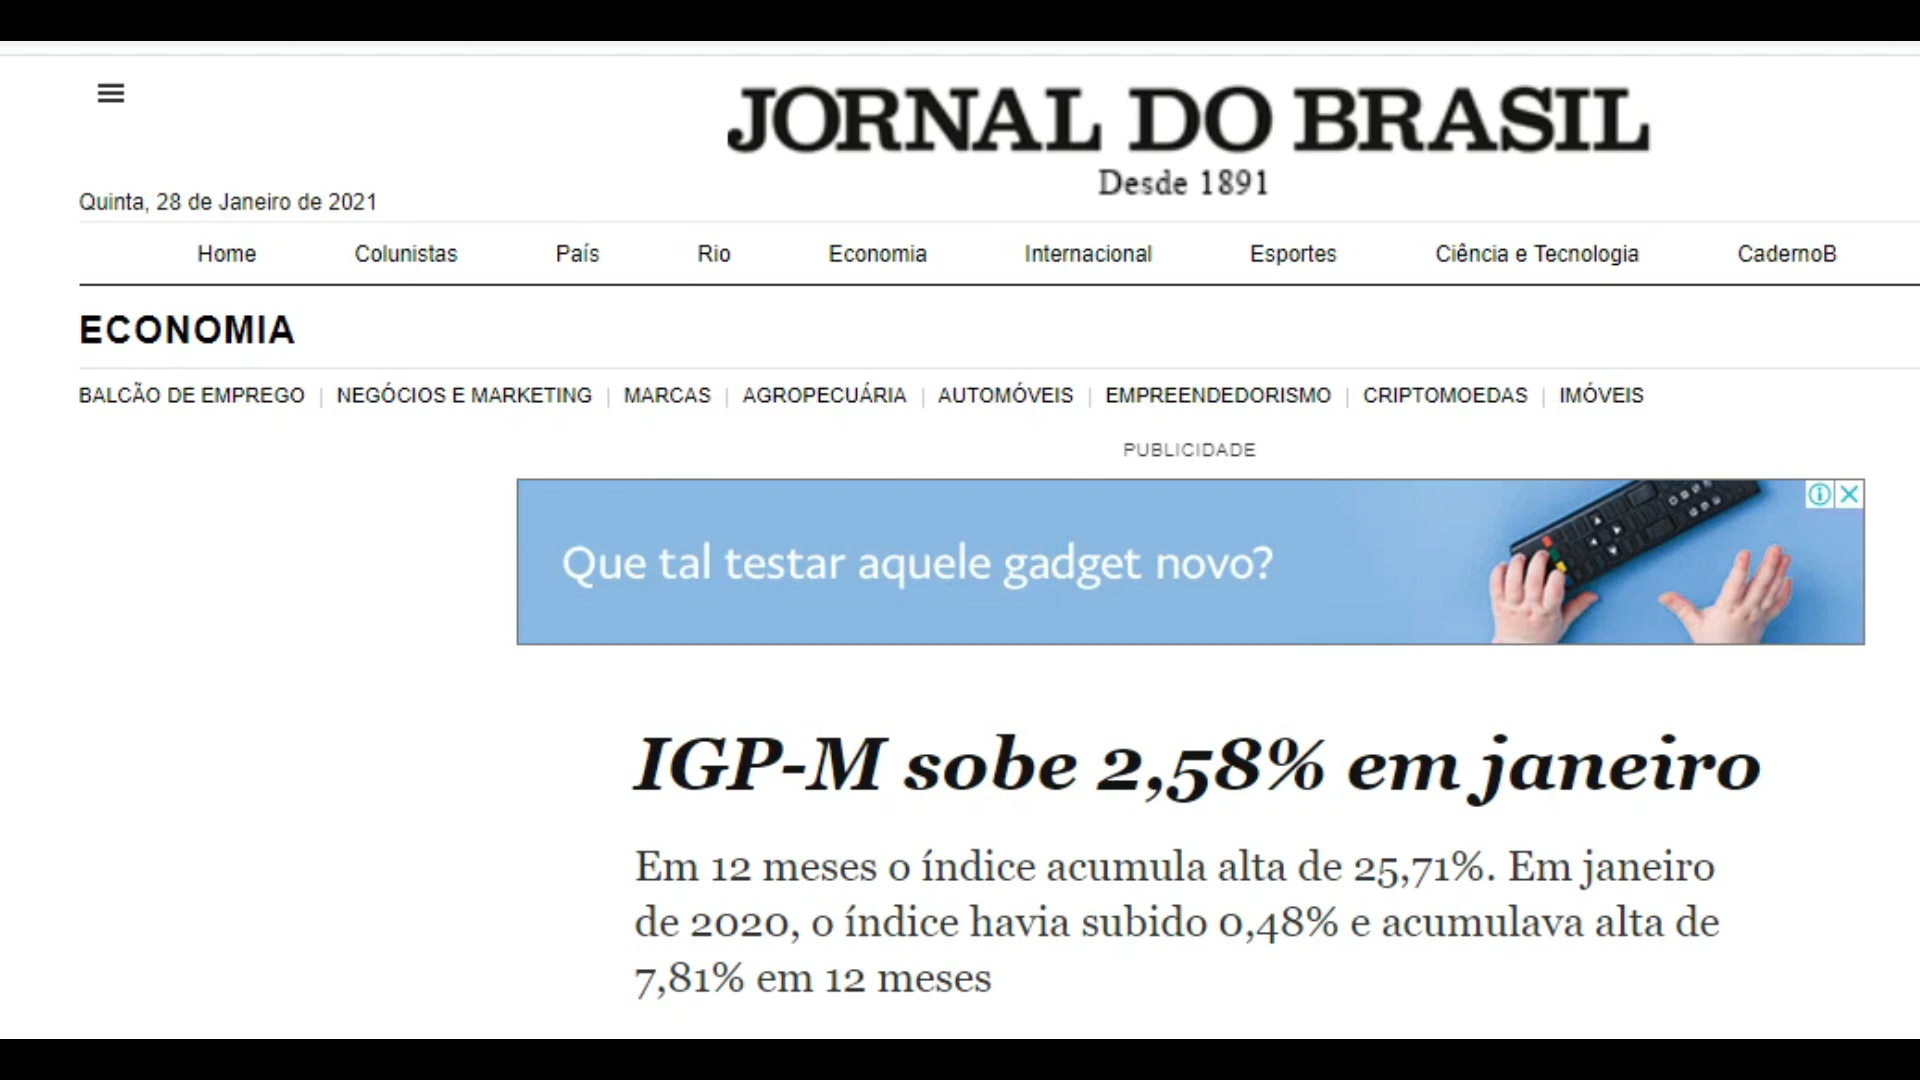 JORNAL DO BRASIL
Desde 1891
Quinta, 28 de Janeiro de 2021
Home Colunistas País Rio Economia Internacional Esportes Ciência e Tecnologia CadernoB
ECONOMIA
BALCÃO DE EMPREGO | NEGÓCIOS E MARKETING | MARCAS | AGROPECUÁRIA | AUTOMÓVEIS | EMPREENDEDORISMO | CRIPTOMOEDAS | IMÓVEIS
PUBLICIDADE
Que tal testar aquele gadget novo?
IGP-M sobe 2,58% em janeiro
Em 12 meses o índice acumula alta de 25,71%. Em janeiro
de 2020, o índice havia subido 0,48% e acumulava alta de
7,81% em 12 meses